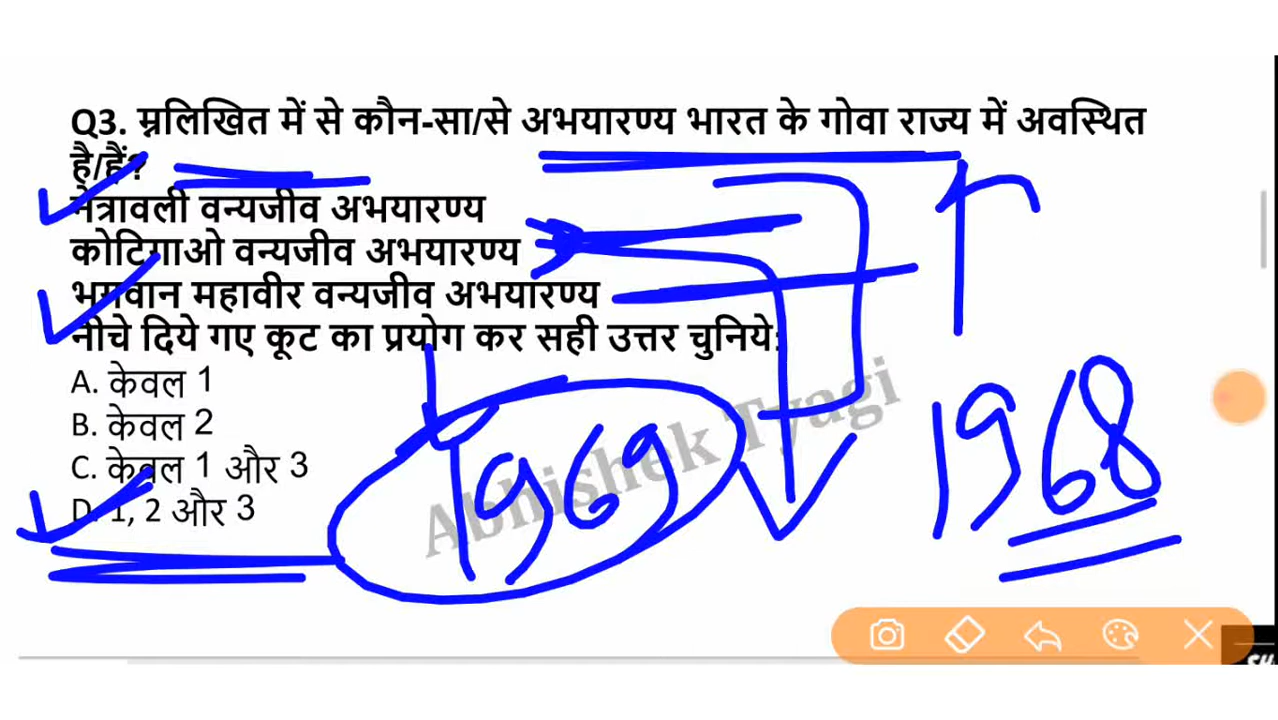 Q3. म्नलिखित में से कौन-सा/से अभयारण्य भारत के गोवा राज्य में अवस्थित
है/हैं?
नेत्रावली वन्यजीव अभयारण्य
कोटिगाओ वन्यजीव अभयारण्य
भगवान महावीर वन्यजीव अभयारण्य
नीचे दिये गए कूट का प्रयोग कर सही उत्तर चुनिये:
A. केवल 1
B. केवल 2
C. केवल 1 और 3
D. 1, 2 और 3
1969
1968
Abhishek Tyagi